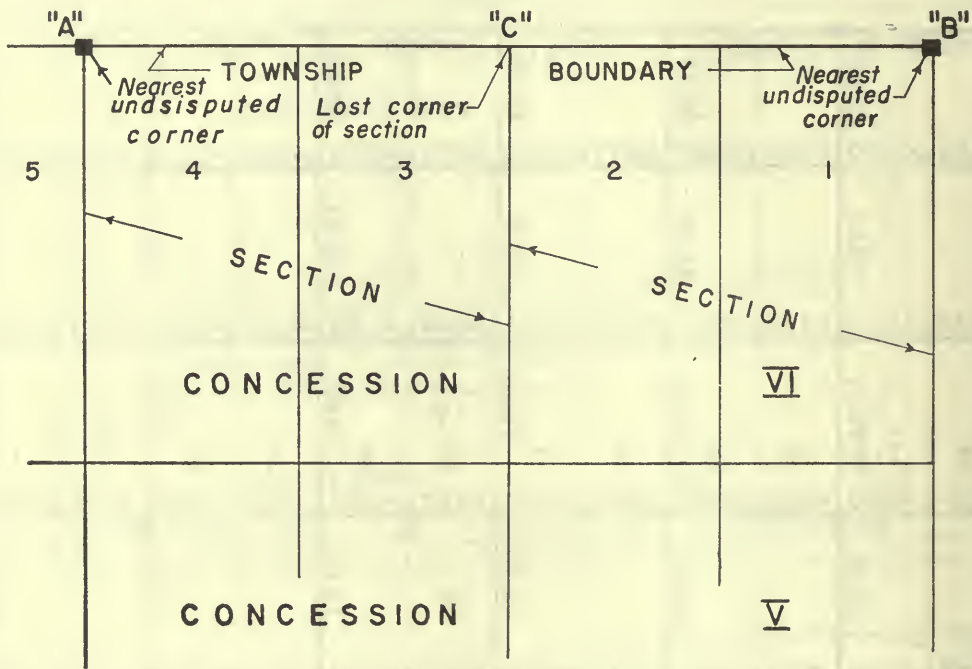 "A" "C" "B"
TOWNSHIP BOUNDARY
Nearest
undsisputed
corner
Lost corner
of section
Nearest
undisputed
corner
5 4 3 2 1
SECTION
SECTION
CONCESSION VI
CONCESSION V